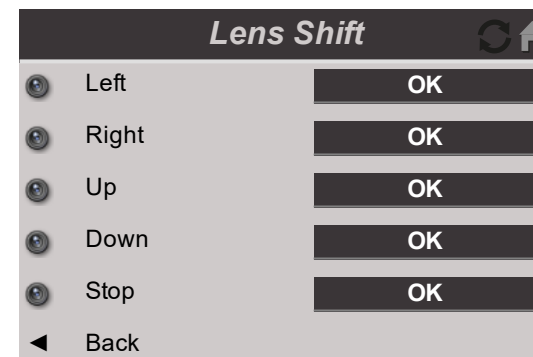 Lens Shift
Left OK
Right OK
Up OK
Down OK
Stop OK
Back